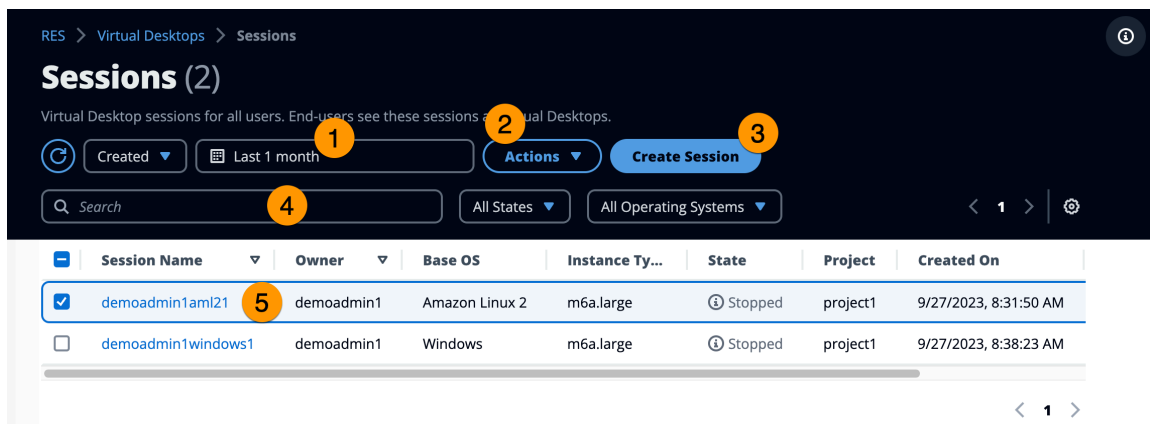 RES > Virtual Desktops > Sessions
Sessions (2)
Virtual Desktop sessions for all users. End-users see these sessions a ual Desktops.
1
2
3
Created ▼ Last 1 month Actions ▼ Create Session
Search 4 All States ▼ All Operating Systems ▼ < 1 >
Session Name Owner Base OS Instance Ty... State Project Created On
demoadmin1aml21 5 demoadmin1 Amazon Linux 2 m6a.large Stopped project1 9/27/2023, 8:31:50 AM
demoadmin1windows1 demoadmin1 Windows m6a.large Stopped project1 9/27/2023, 8:38:23 AM
< 1 >